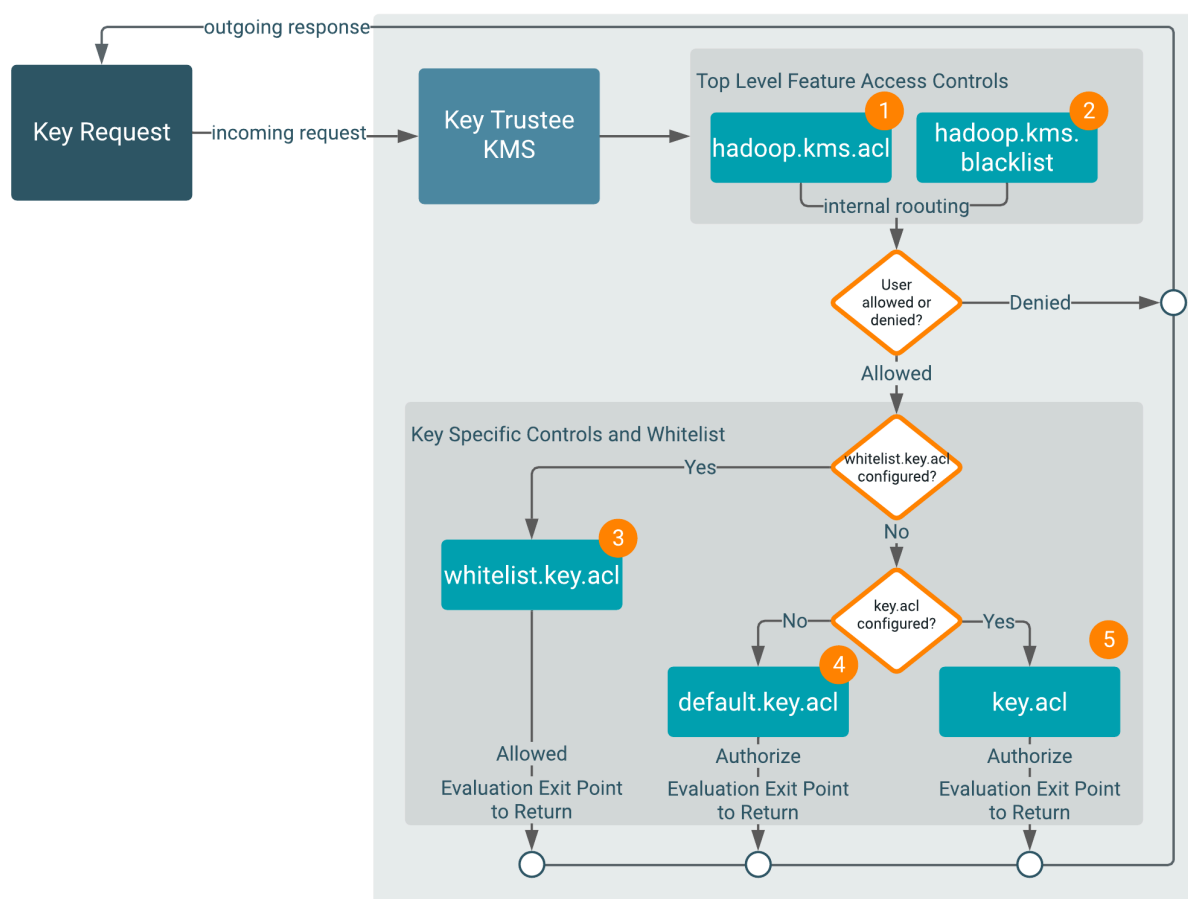 outgoing response
Key Request
incoming request
Key Trustee
KMS
Top Level Feature Access Controls
1
hadoop.kms.acl
2
hadoop.kms.
blacklist
internal roouting
User
allowed or
denied?
Denied
Allowed
Key Specific Controls and Whitelist
whitelist.key.acl
configured?
Yes
No
3
whitelist.key.acl
key.acl
configured?
No
Yes
4
default.key.acl
5
key.acl
Allowed
Evaluation Exit Point
to Return
Authorize
Evaluation Exit Point
to Return
Authorize
Evaluation Exit Point
to Return